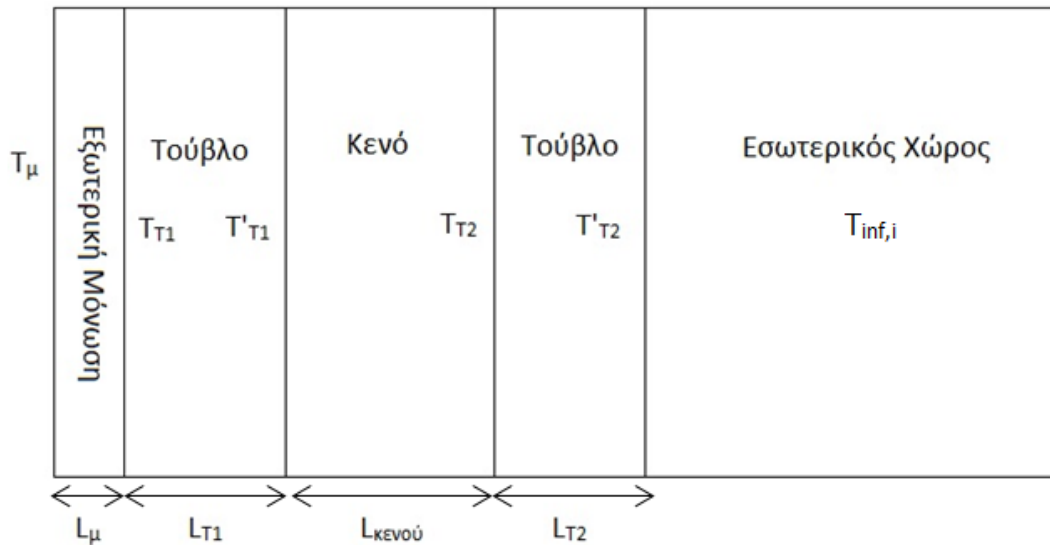 Εξωτερική Μόνωση
Τούβλο
Κενό
Τούβλο
Εσωτερικός Χώρος
Tμ
TT1
T'T1
TT2
T'T2
Tinf,i
Lμ
LT1
Lκενού
LT2